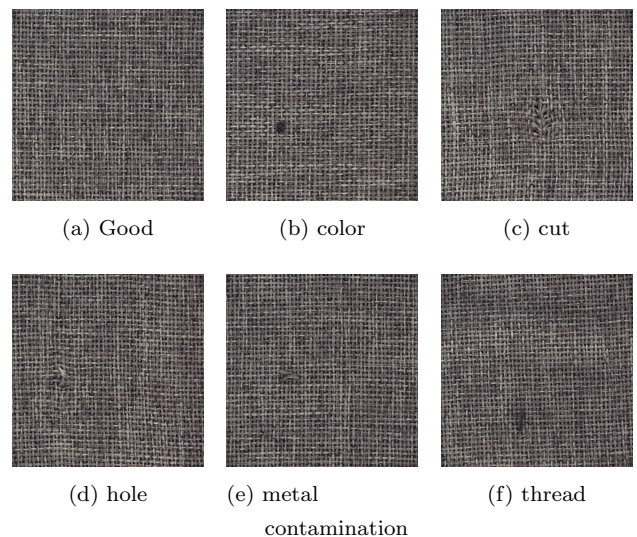 (a) Good
(b) color
(c) cut
(d) hole
(e) metal
contamination
(f) thread